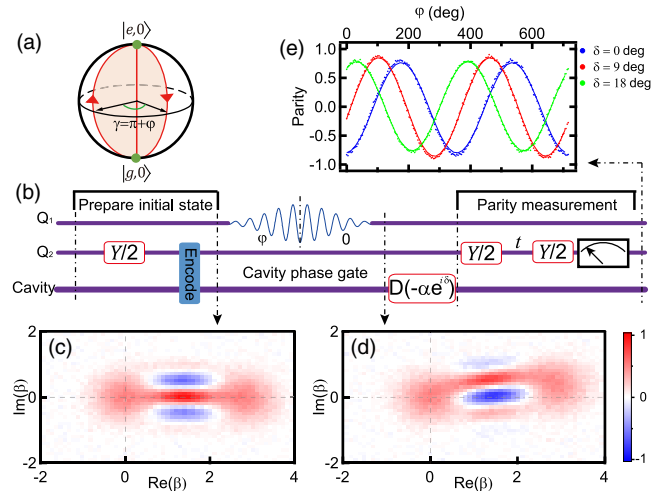 (a)
|e,0⟩
γ=π+φ
|g,0⟩
(e)
φ (deg)
0 200 400 600
Parity
1.0
0.5
0.0
-0.5
-1.0
δ = 0 deg
δ = 9 deg
δ = 18 deg
(b)
Prepare initial state
Parity measurement
Q₁
φ 0
Q₂
Y/2
Encode
Y/2
t
Y/2
Cavity phase gate
Cavity
D(-αe^{iδ})
(c)
Im(β)
2
0
-2
0 2 4
Re(β)
(d)
Im(β)
2
0
-2
0 2 4
Re(β)
1
0
-1